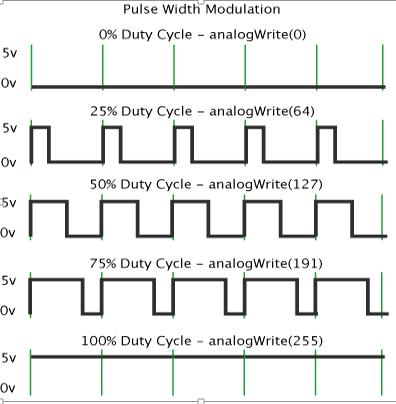 Pulse Width Modulation
0% Duty Cycle – analogWrite(0)
5v
0v
25% Duty Cycle – analogWrite(64)
5v
0v
50% Duty Cycle – analogWrite(127)
5v
0v
75% Duty Cycle – analogWrite(191)
5v
0v
100% Duty Cycle – analogWrite(255)
5v
0v